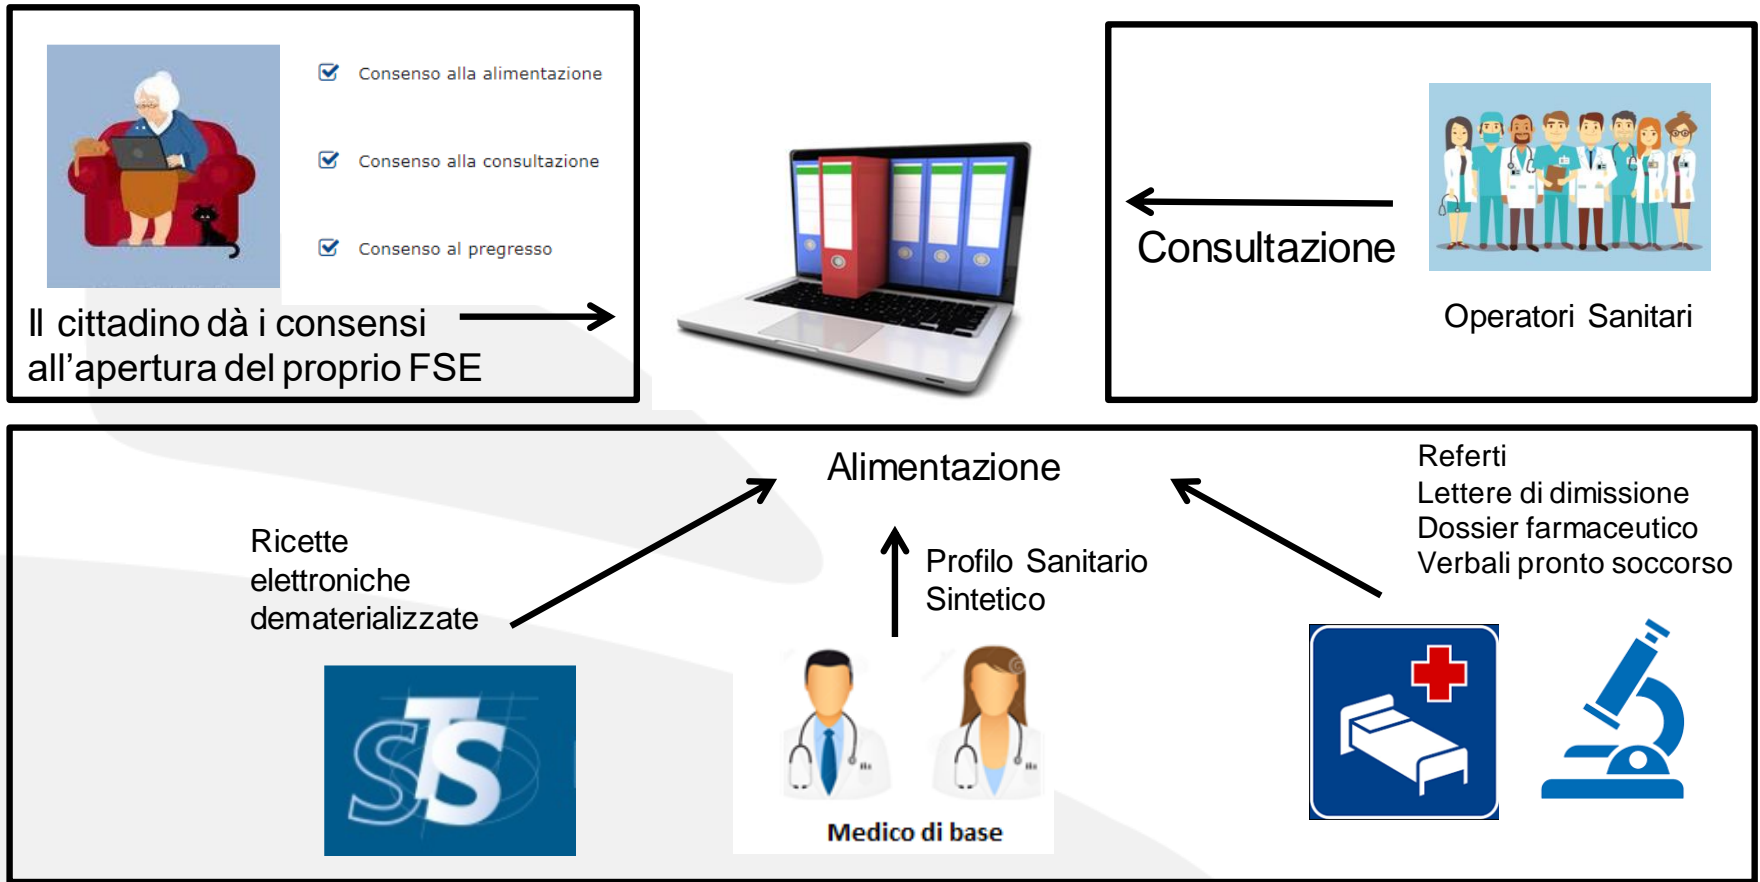 Consenso alla alimentazione
Consenso alla consultazione
Consenso al pregresso
Il cittadino dà i consensi
all’apertura del proprio FSE
Consultazione
Operatori Sanitari
Alimentazione
Ricette
elettroniche
dematerializzate
Profilo Sanitario
Sintetico
Referti
Lettere di dimissione
Dossier farmaceutico
Verbali pronto soccorso
STS
Medico di base